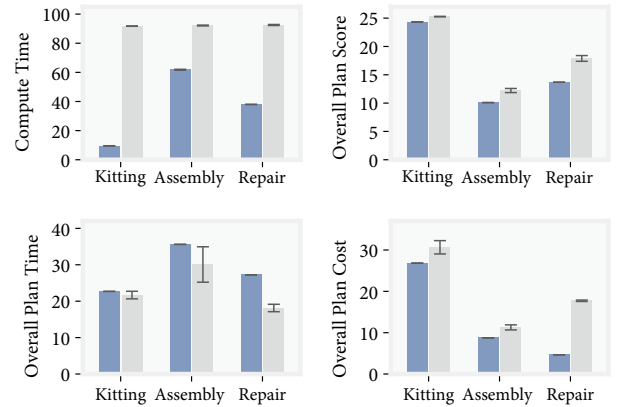 Compute Time
100
80
60
40
20
0
Kitting Assembly Repair
Overall Plan Score
25
20
15
10
5
0
Kitting Assembly Repair
Overall Plan Time
40
30
20
10
0
Kitting Assembly Repair
Overall Plan Cost
30
20
10
0
Kitting Assembly Repair